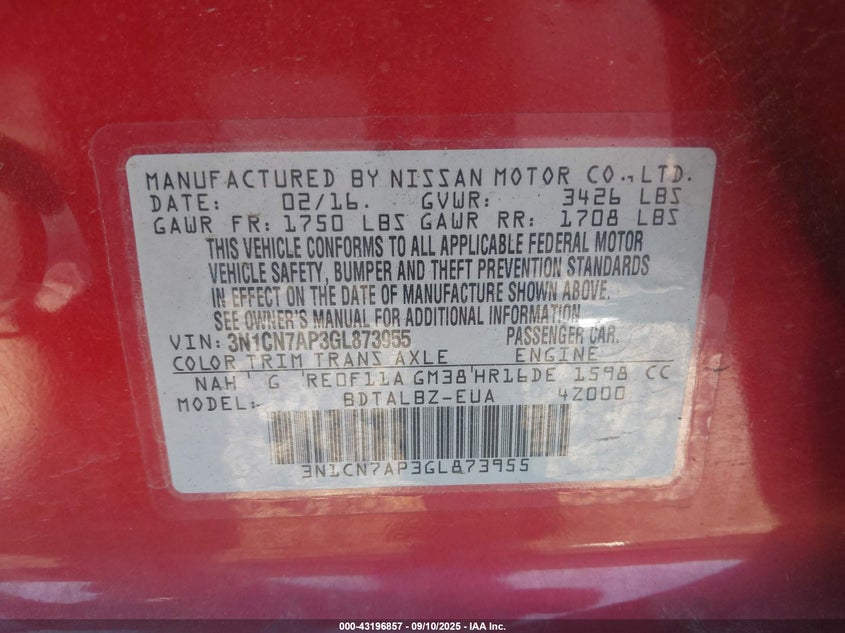 MANUFACTURED BY NISSAN MOTOR CO., LTD.
DATE: 02/16. GVWR: 3426 LBS
GAWR FR: 1750 LBS GAWR RR: 1708 LBS
THIS VEHICLE CONFORMS TO ALL APPLICABLE FEDERAL MOTOR
VEHICLE SAFETY, BUMPER AND THEFT PREVENTION STANDARDS
IN EFFECT ON THE DATE OF MANUFACTURE SHOWN ABOVE.
SEE OWNER'S MANUAL FOR ADDITIONAL INFORMATION
VIN: 3N1CN7AP3GL873955 PASSENGER CAR.
COLOR TRIM TRANS AXLE ENGINE
NAH G RE0F11A GM38 HR16DE 1598 CC
MODEL: BDTALBZ-EUA 4Z000
3N1CN7AP3GL873955
000-43196857 - 09/10/2025 - IAA Inc.